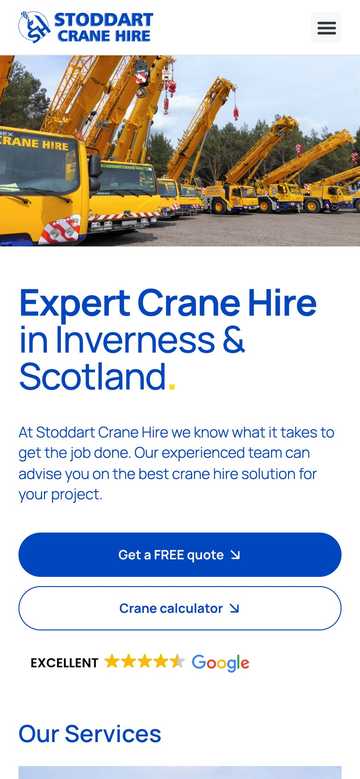 STODDART
CRANE HIRE
CRANE HIRE
Expert Crane Hire
in Inverness &
Scotland.
At Stoddart Crane Hire we know what it takes to
get the job done. Our experienced team can
advise you on the best crane hire solution for
your project.
Get a FREE quote
Crane calculator
EXCELLENT Google
Our Services